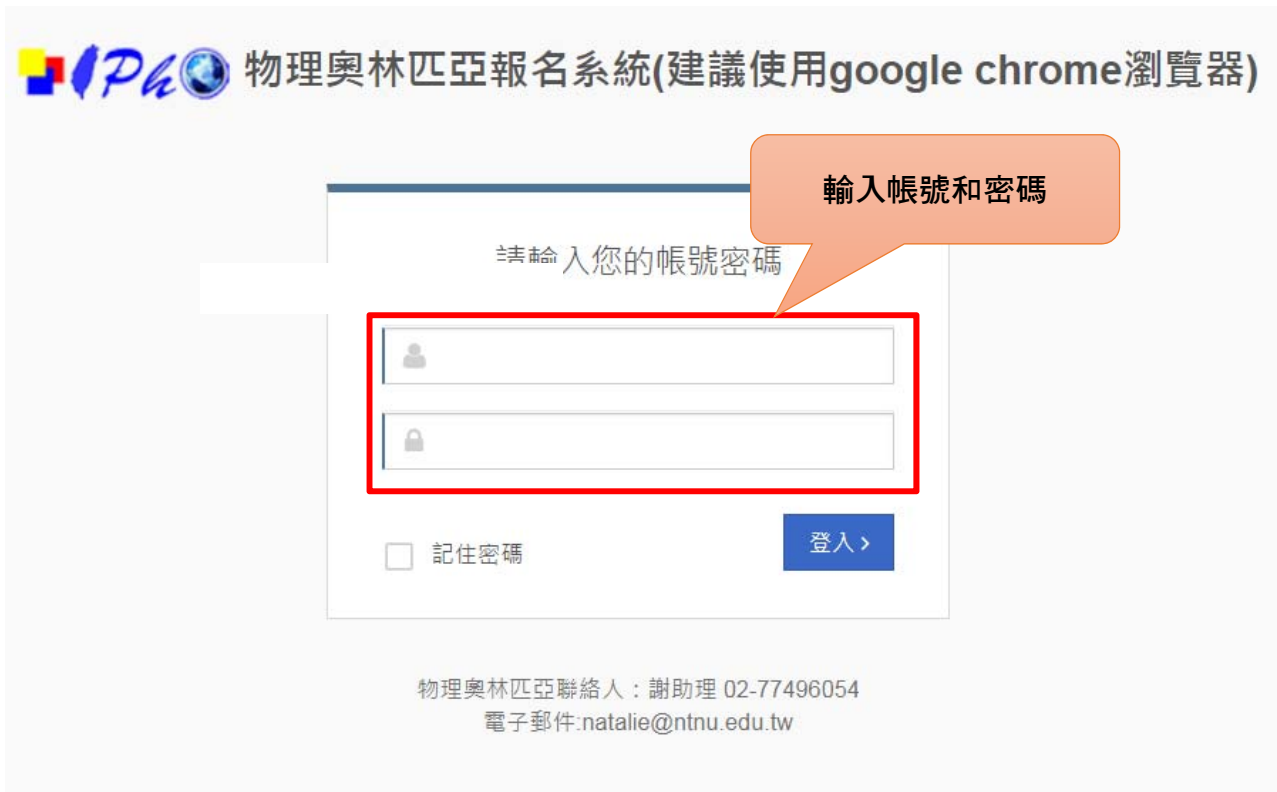 IPhO 物理奧林匹亞報名系統(建議使用google chrome瀏覽器)
輸入帳號和密碼
請輸入您的帳號密碼
記住密碼
登入 ›
物理奧林匹亞聯絡人：謝助理 02-77496054
電子郵件:natalie@ntnu.edu.tw